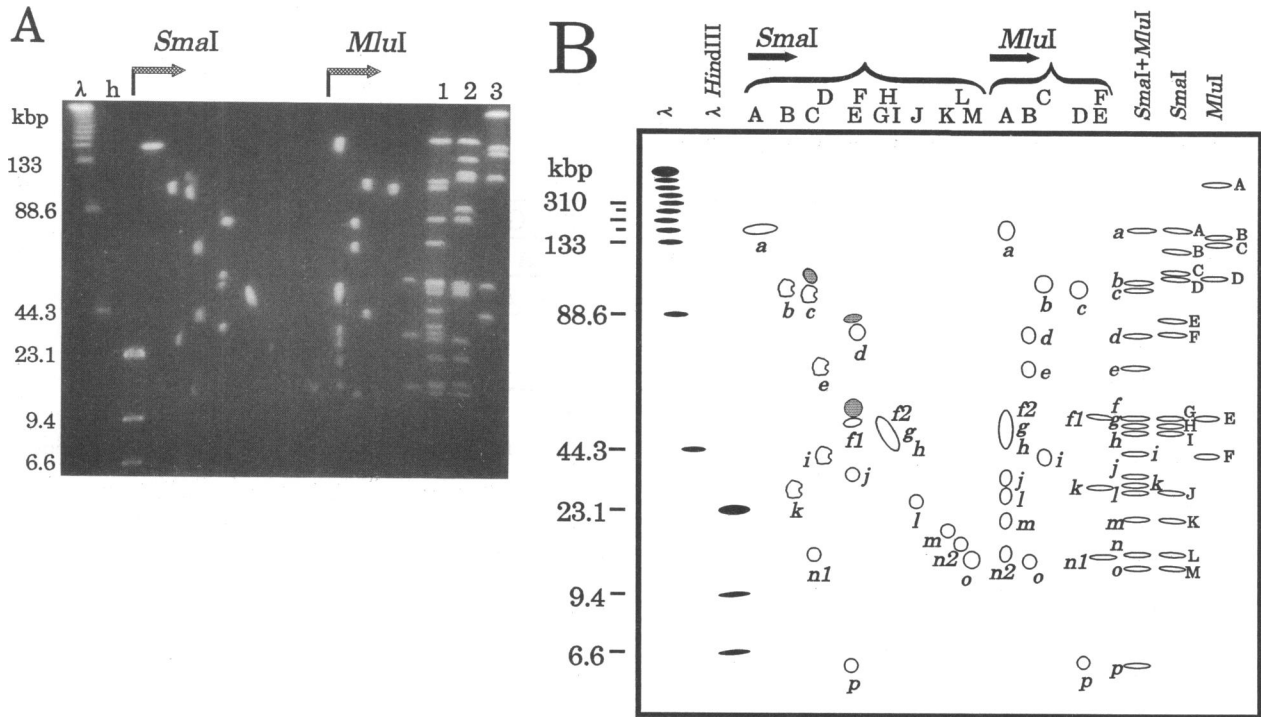 A
SmaI
MluI
λ h
1 2 3
kbp
133
88.6
44.3
23.1
9.4
6.6
B
λ
λ HindIII
SmaI
MluI
SmaI+MluI
SmaI
MluI
D F H L
A B C E G I J K M
C F
A B D E
kbp
310
133
88.6
44.3
23.1
9.4
6.6
A
a a a A B
B C
b c b c b C D
c D
E
d d d F
e e e
f2 f2 f1 f G E
f1 g g g H
h h h I
i i i F
j j j
k k k
l l l J
m m m K
n1 n2 n2 n1 n L
o o o M
p p p